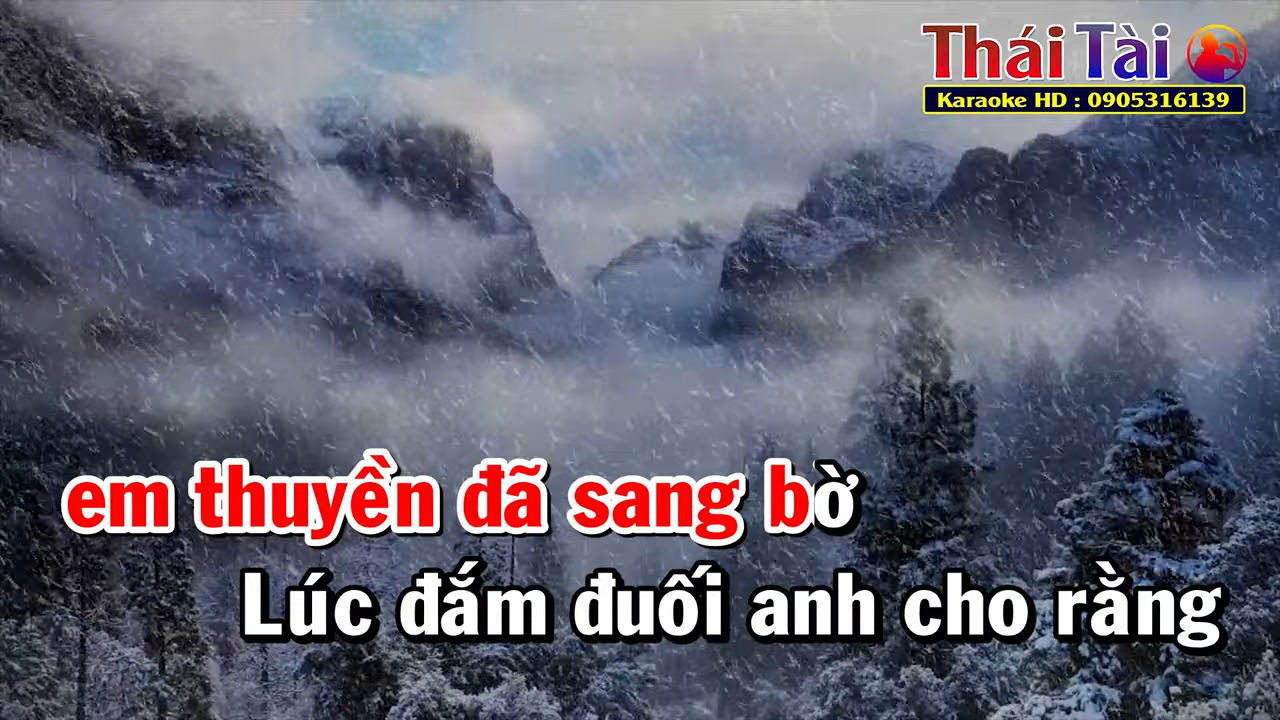 Thái Tài
Karaoke HD : 0905316139
em thuyền đã sang bờ
Lúc đắm đuối anh cho rằng